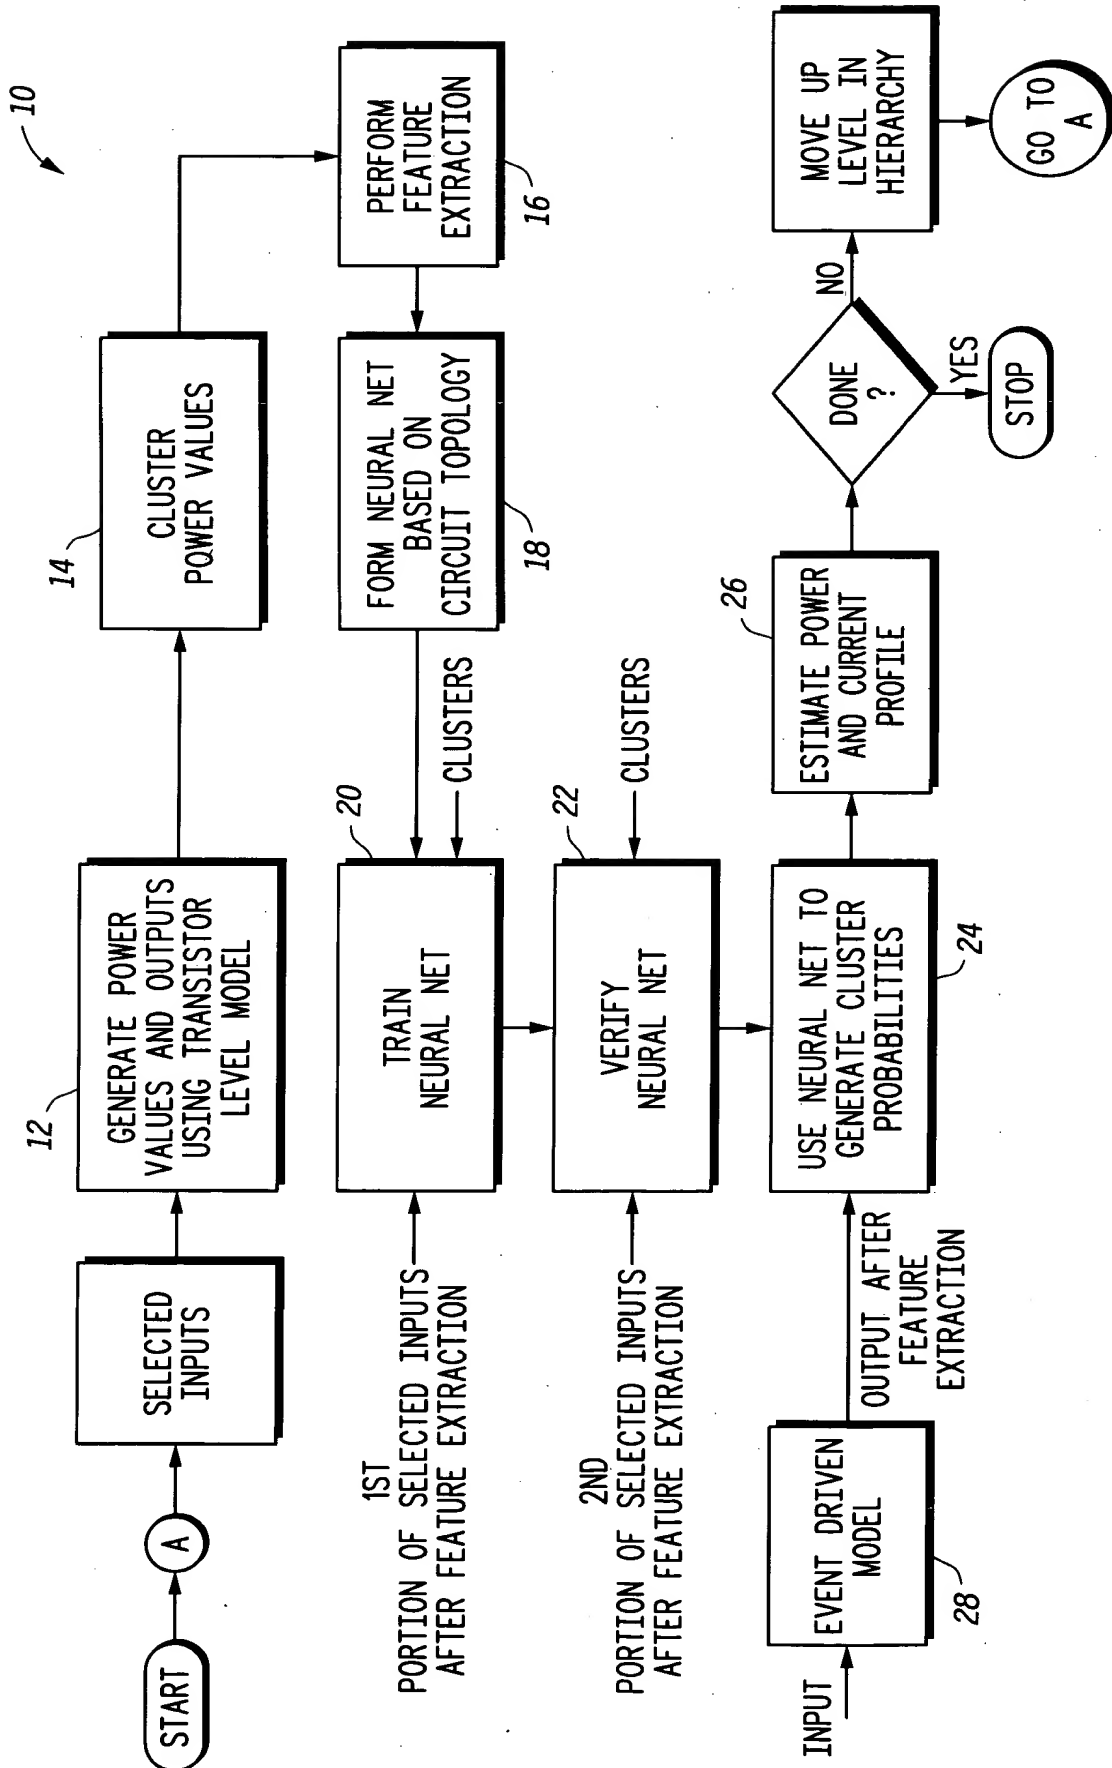 10
START
A
SELECTED
INPUTS
12
GENERATE POWER
VALUES AND OUTPUTS
USING TRANSISTOR
LEVEL MODEL
14
CLUSTER
POWER VALUES
PERFORM
FEATURE
EXTRACTION
16
FORM NEURAL NET
BASED ON
CIRCUIT TOPOLOGY
18
1ST
PORTION OF SELECTED INPUTS
AFTER FEATURE EXTRACTION
20
TRAIN
NEURAL NET
CLUSTERS
2ND
PORTION OF SELECTED INPUTS
AFTER FEATURE EXTRACTION
22
VERIFY
NEURAL NET
CLUSTERS
INPUT
EVENT DRIVEN
MODEL
28
OUTPUT AFTER
FEATURE
EXTRACTION
USE NEURAL NET TO
GENERATE CLUSTER
PROBABILITIES
24
26
ESTIMATE POWER
AND CURRENT
PROFILE
DONE
?
NO
YES
STOP
MOVE UP
LEVEL IN
HIERARCHY
GO TO
A